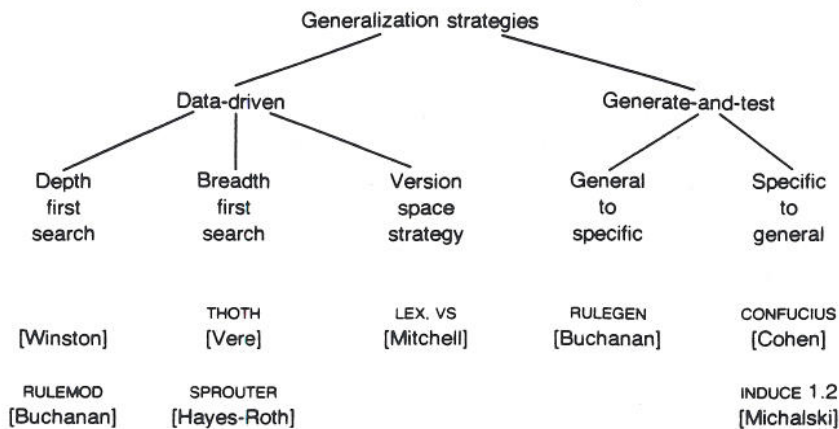 Generalization strategies
Data-driven
Generate-and-test
Depth
first
search
Breadth
first
search
Version
space
strategy
General
to
specific
Specific
to
general
[Winston]
THOTH
[Vere]
LEX, VS
[Mitchell]
RULEGEN
[Buchanan]
CONFUCIUS
[Cohen]
RULEMOD
[Buchanan]
SPROUTER
[Hayes-Roth]
INDUCE 1.2
[Michalski]